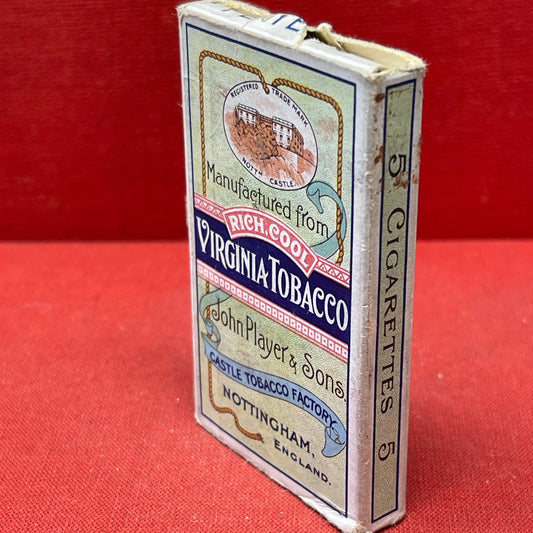 REGISTERED TRADE MARK
NOTTM CASTLE
Manufactured from
RICH, COOL
VIRGINIA TOBACCO
John Player & Sons.
CASTLE TOBACCO FACTORY
NOTTINGHAM,
ENGLAND.
5 CIGARETTES 5